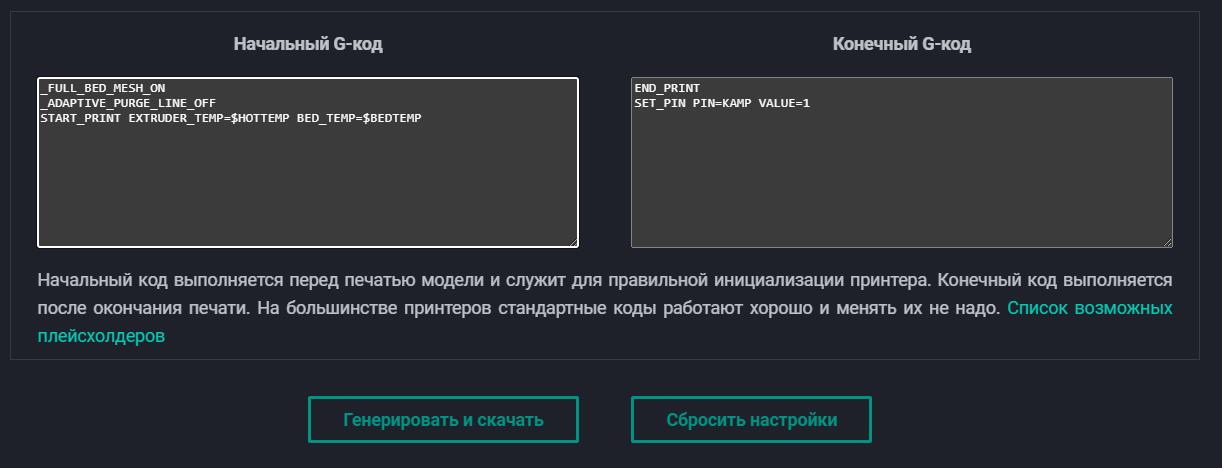 Начальный G-код
Конечный G-код
_FULL_BED_MESH_ON
_ADAPTIVE_PURGE_LINE_OFF
START_PRINT EXTRUDER_TEMP=$HOTTEMP BED_TEMP=$BEDTEMP
END_PRINT
SET_PIN PIN=KAMP VALUE=1
Начальный код выполняется перед печатью модели и служит для правильной инициализации принтера. Конечный код выполняется
после окончания печати. На большинстве принтеров стандартные коды работают хорошо и менять их не надо. Список возможных
плейсхолдеров
Генерировать и скачать
Сбросить настройки